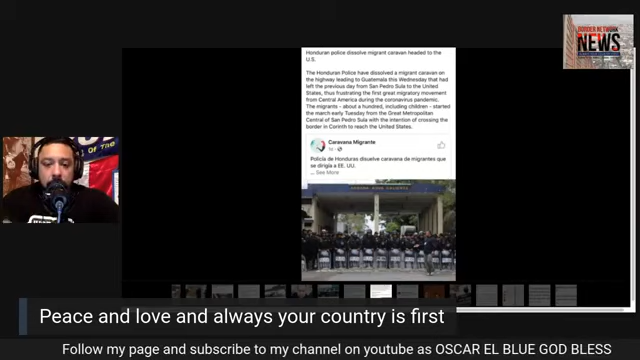 Honduran police dissolve migrant caravan headed to the
U.S.
The Honduran Police have dissolved a migrant caravan on
the highway leading to Guatemala this Wednesday that had
left the previous day from San Pedro Sula to the United
States, thus frustrating the first great migratory movement
from Central America during the coronavirus pandemic.
The migrants - about a hundred, including children - started
the march early Tuesday from the Great Metropolitan
Central of San Pedro Sula with the intention of crossing the
border in Corinth to reach the United States.
Caravana Migrante
Policía de Honduras disuelve caravana de migrantes que
se dirigía a EE. UU.
... See More
BORDER NETWORK
NEWS
Peace and love and always your country is first
Follow my page and subscribe to my channel on youtube as OSCAR EL BLUE GOD BLESS